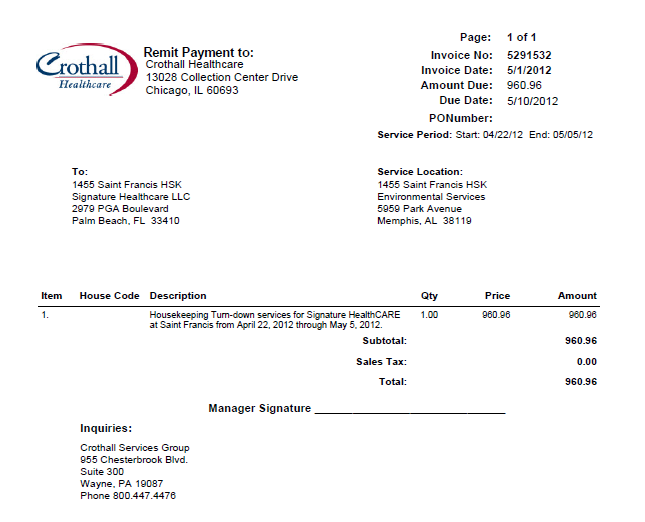 Crothall
Healthcare
Remit Payment to:
Crothall Healthcare
13028 Collection Center Drive
Chicago, IL 60693
Page: 1 of 1
Invoice No: 5291532
Invoice Date: 5/1/2012
Amount Due: 960.96
Due Date: 5/10/2012
PONumber:
Service Period: Start: 04/22/12 End: 05/05/12
To:
1455 Saint Francis HSK
Signature Healthcare LLC
2979 PGA Boulevard
Palm Beach, FL 33410
Service Location:
1455 Saint Francis HSK
Environmental Services
5959 Park Avenue
Memphis, AL 38119
Item House Code Description Qty Price Amount
1. Housekeeping Turn-down services for Signature HealthCARE 1.00 960.96 960.96
at Saint Francis from April 22, 2012 through May 5, 2012.
Subtotal: 960.96
Sales Tax: 0.00
Total: 960.96
Manager Signature
Inquiries:
Crothall Services Group
955 Chesterbrook Blvd.
Suite 300
Wayne, PA 19087
Phone 800.447.4476